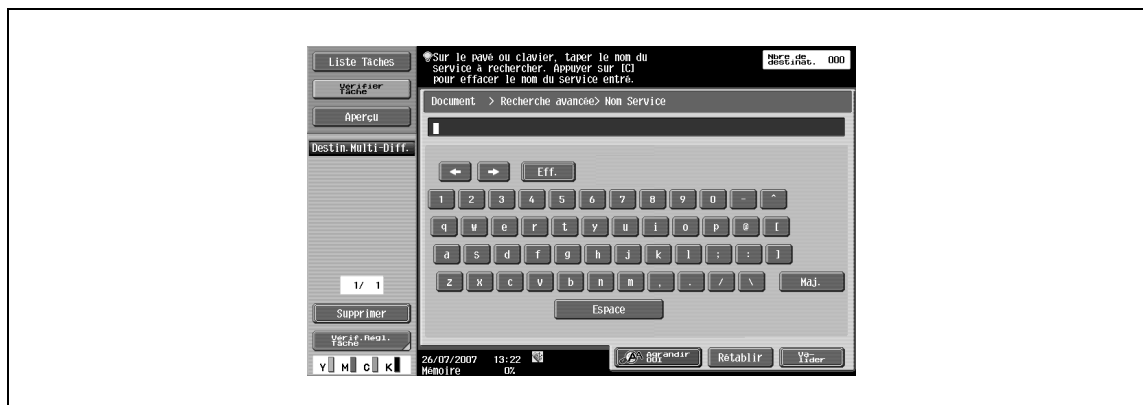 Liste Tâches
Vérifier
Tâche
Aperçu
Destin.Multi-Diff.
1/ 1
Supprimer
Vérif.Régl.
Tâche
Y M C K
Sur le pavé ou clavier, taper le nom du
service à rechercher. Appuyer sur [C]
pour effacer le nom du service entré.
Nbre de
destinat. 000
Document > Recherche avancée> Nom Service
Eff.
1 2 3 4 5 6 7 8 9 0 - ^
q w e r t y u i o p @ [
a s d f g h j k l ; : ]
z x c v b n m , . / \ Maj.
Espace
26/07/2007 13:22
Mémoire 0%
Agrandir
OUI
Rétablir
Va-
lider